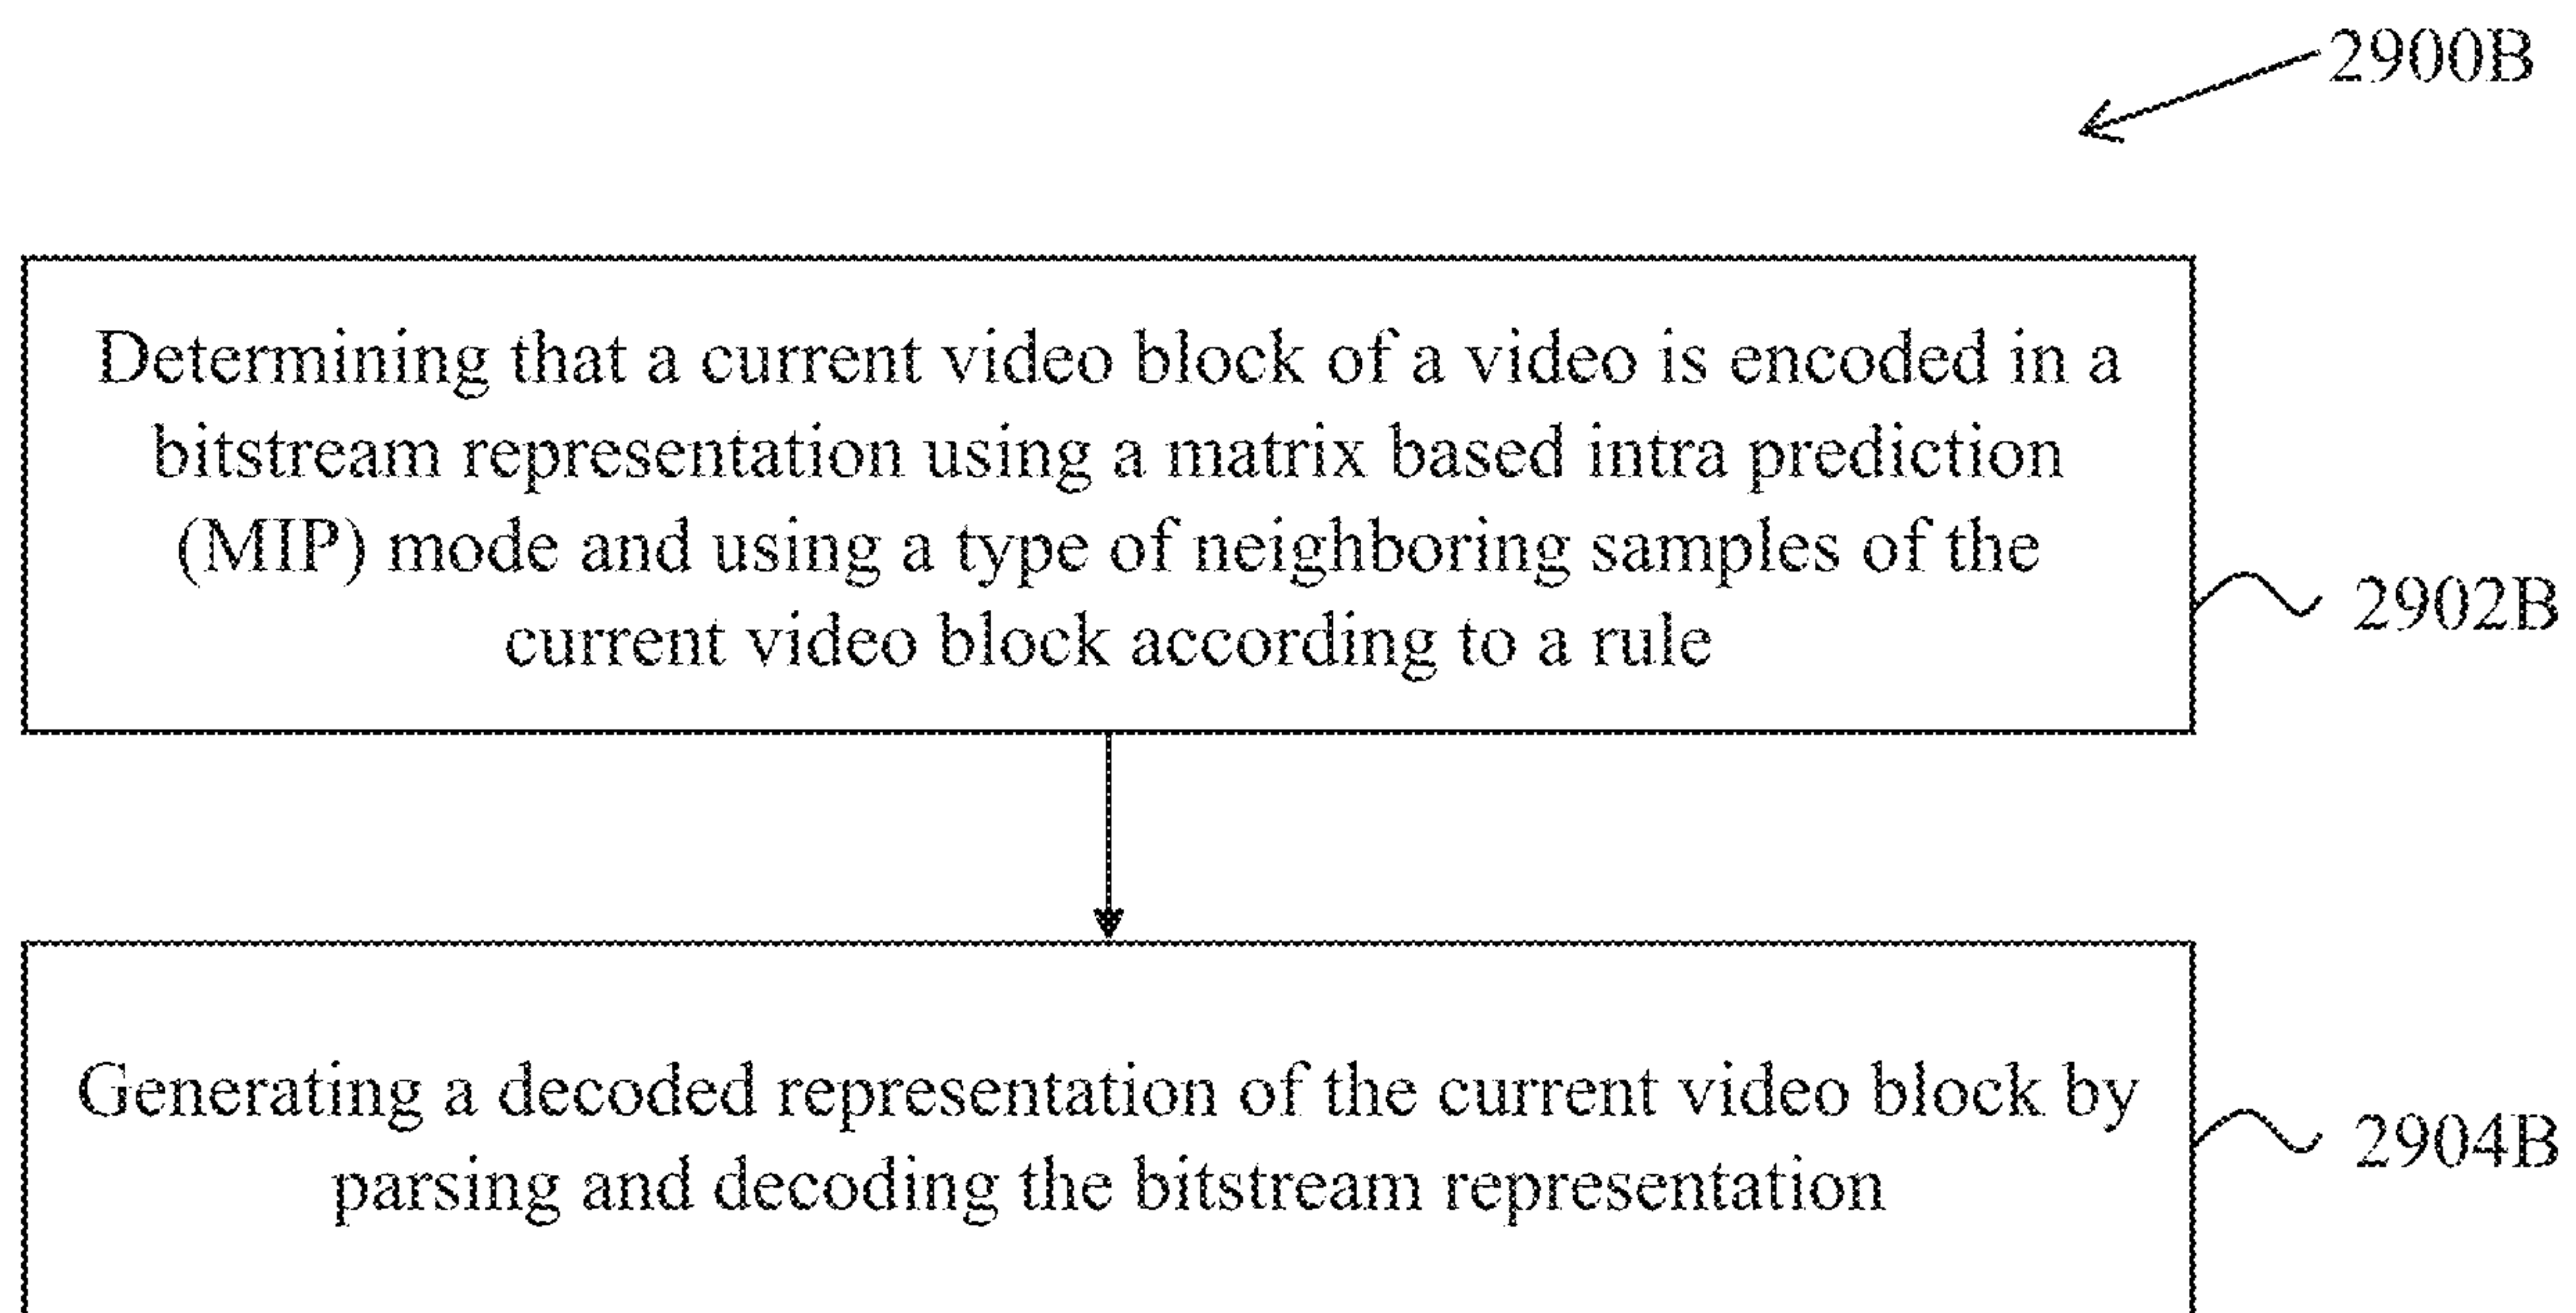 2900B
Determining that a current video block of a video is encoded in a
bitstream representation using a matrix based intra prediction
(MIP) mode and using a type of neighboring samples of the
current video block according to a rule
2902B
Generating a decoded representation of the current video block by
parsing and decoding the bitstream representation
2904B